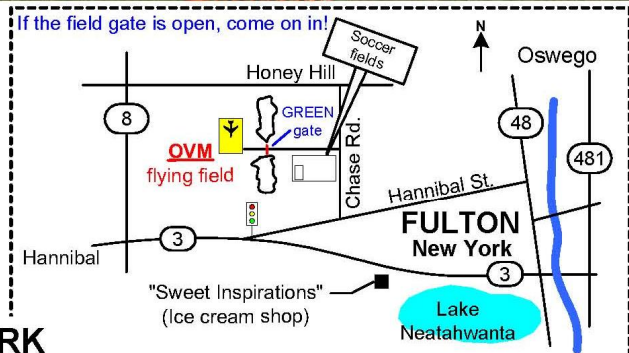 If the field gate is open, come on in!
Soccer
fields
N
Oswego
Honey Hill
8
GREEN
gate
48
OVM
flying field
Chase Rd.
481
Hannibal St.
FULTON
New York
3
Hannibal
3
"Sweet Inspirations"
(Ice cream shop)
Lake
Neatahwanta
RK